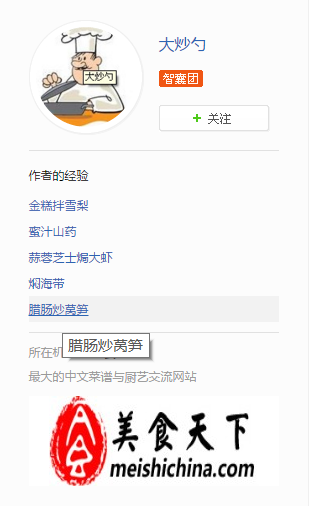 大炒勺
大炒勺
智囊团
+ 关注
作者的经验
金糕拌雪梨
蜜汁山药
蒜蓉芝士焗大虾
焖海带
腊肠炒莴笋
所在机
腊肠炒莴笋
最大的中文菜谱与厨艺交流网站
美食天下
meishichina.com